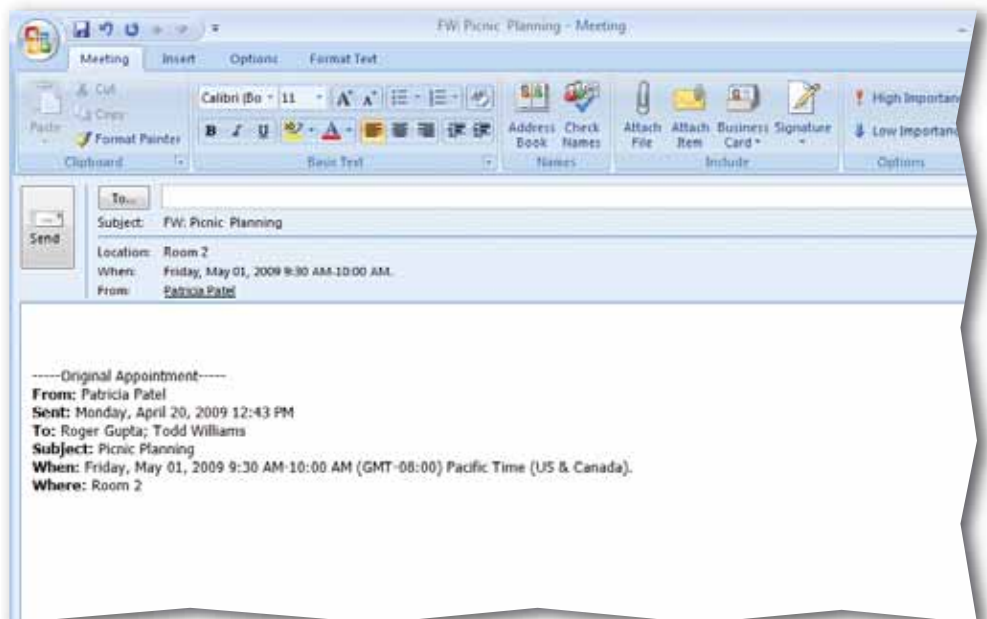 FW: Picnic Planning - Meeting
Meeting Insert Options Format Text
Paste
Cut
Copy
Format Painter
Clipboard
Calibri (Bo 11
B I U
Basic Text
Address Book
Check Names
Names
Attach File
Attach Item
Business Card
Signature
Include
High Importan
Low Importanc
Options
Send
To...
Subject: FW: Picnic Planning
Location: Room 2
When: Friday, May 01, 2009 9:30 AM-10:00 AM.
From: Patricia Patel
-----Original Appointment-----
From: Patricia Patel
Sent: Monday, April 20, 2009 12:43 PM
To: Roger Gupta; Todd Williams
Subject: Picnic Planning
When: Friday, May 01, 2009 9:30 AM-10:00 AM (GMT-08:00) Pacific Time (US & Canada).
Where: Room 2